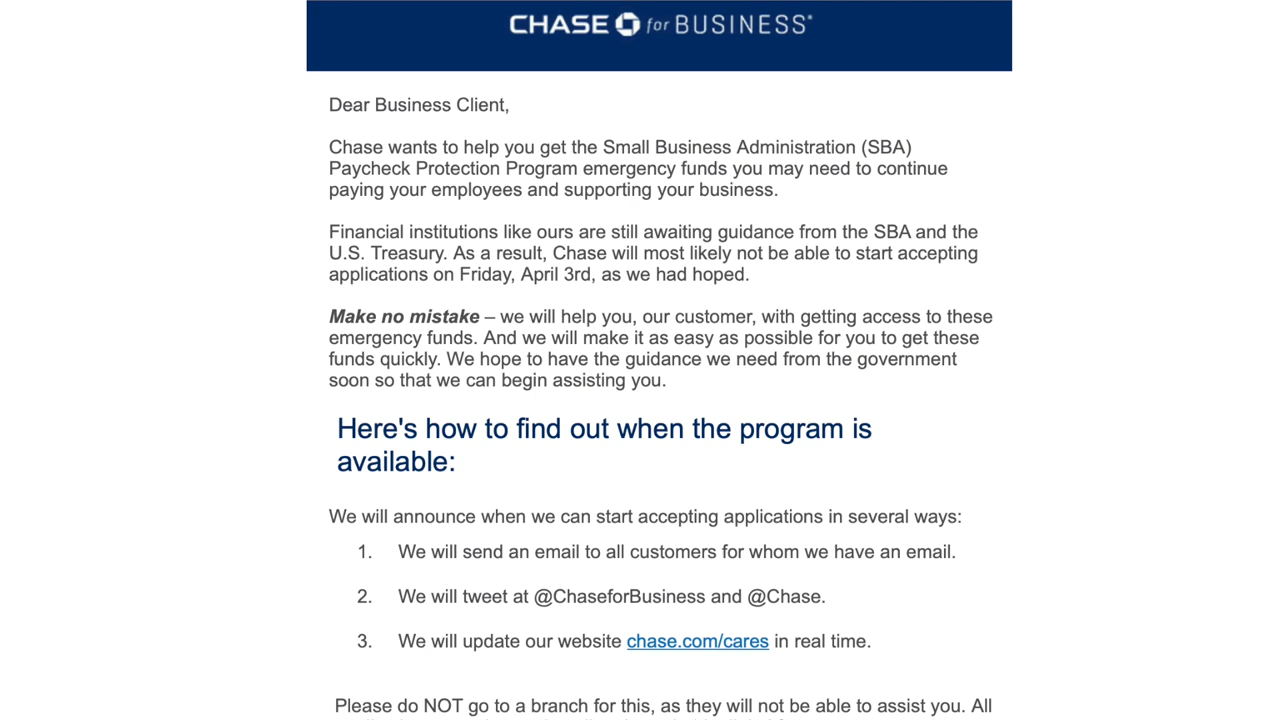 CHASE for BUSINESS®
Dear Business Client,
Chase wants to help you get the Small Business Administration (SBA)
Paycheck Protection Program emergency funds you may need to continue
paying your employees and supporting your business.
Financial institutions like ours are still awaiting guidance from the SBA and the
U.S. Treasury. As a result, Chase will most likely not be able to start accepting
applications on Friday, April 3rd, as we had hoped.
Make no mistake – we will help you, our customer, with getting access to these
emergency funds. And we will make it as easy as possible for you to get these
funds quickly. We hope to have the guidance we need from the government
soon so that we can begin assisting you.
Here's how to find out when the program is
available:
We will announce when we can start accepting applications in several ways:
1. We will send an email to all customers for whom we have an email.
2. We will tweet at @ChaseforBusiness and @Chase.
3. We will update our website chase.com/cares in real time.
Please do NOT go to a branch for this, as they will not be able to assist you. All